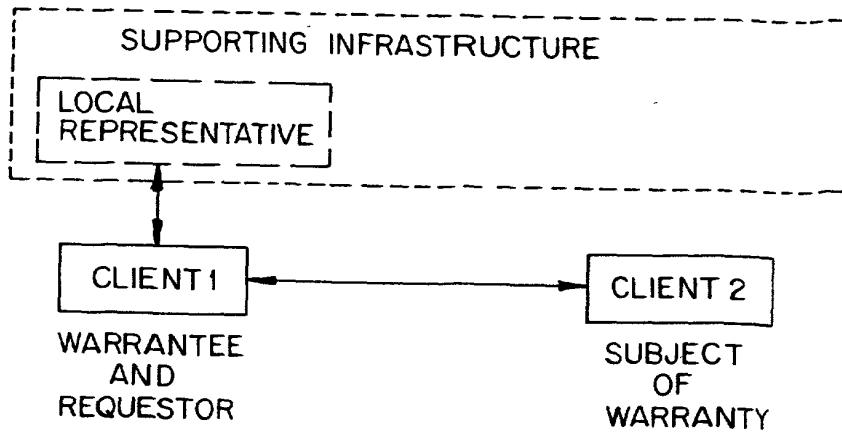 SUPPORTING INFRASTRUCTURE
LOCAL
REPRESENTATIVE
CLIENT 1
CLIENT 2
WARRANTEE
AND
REQUESTOR
SUBJECT
OF
WARRANTY